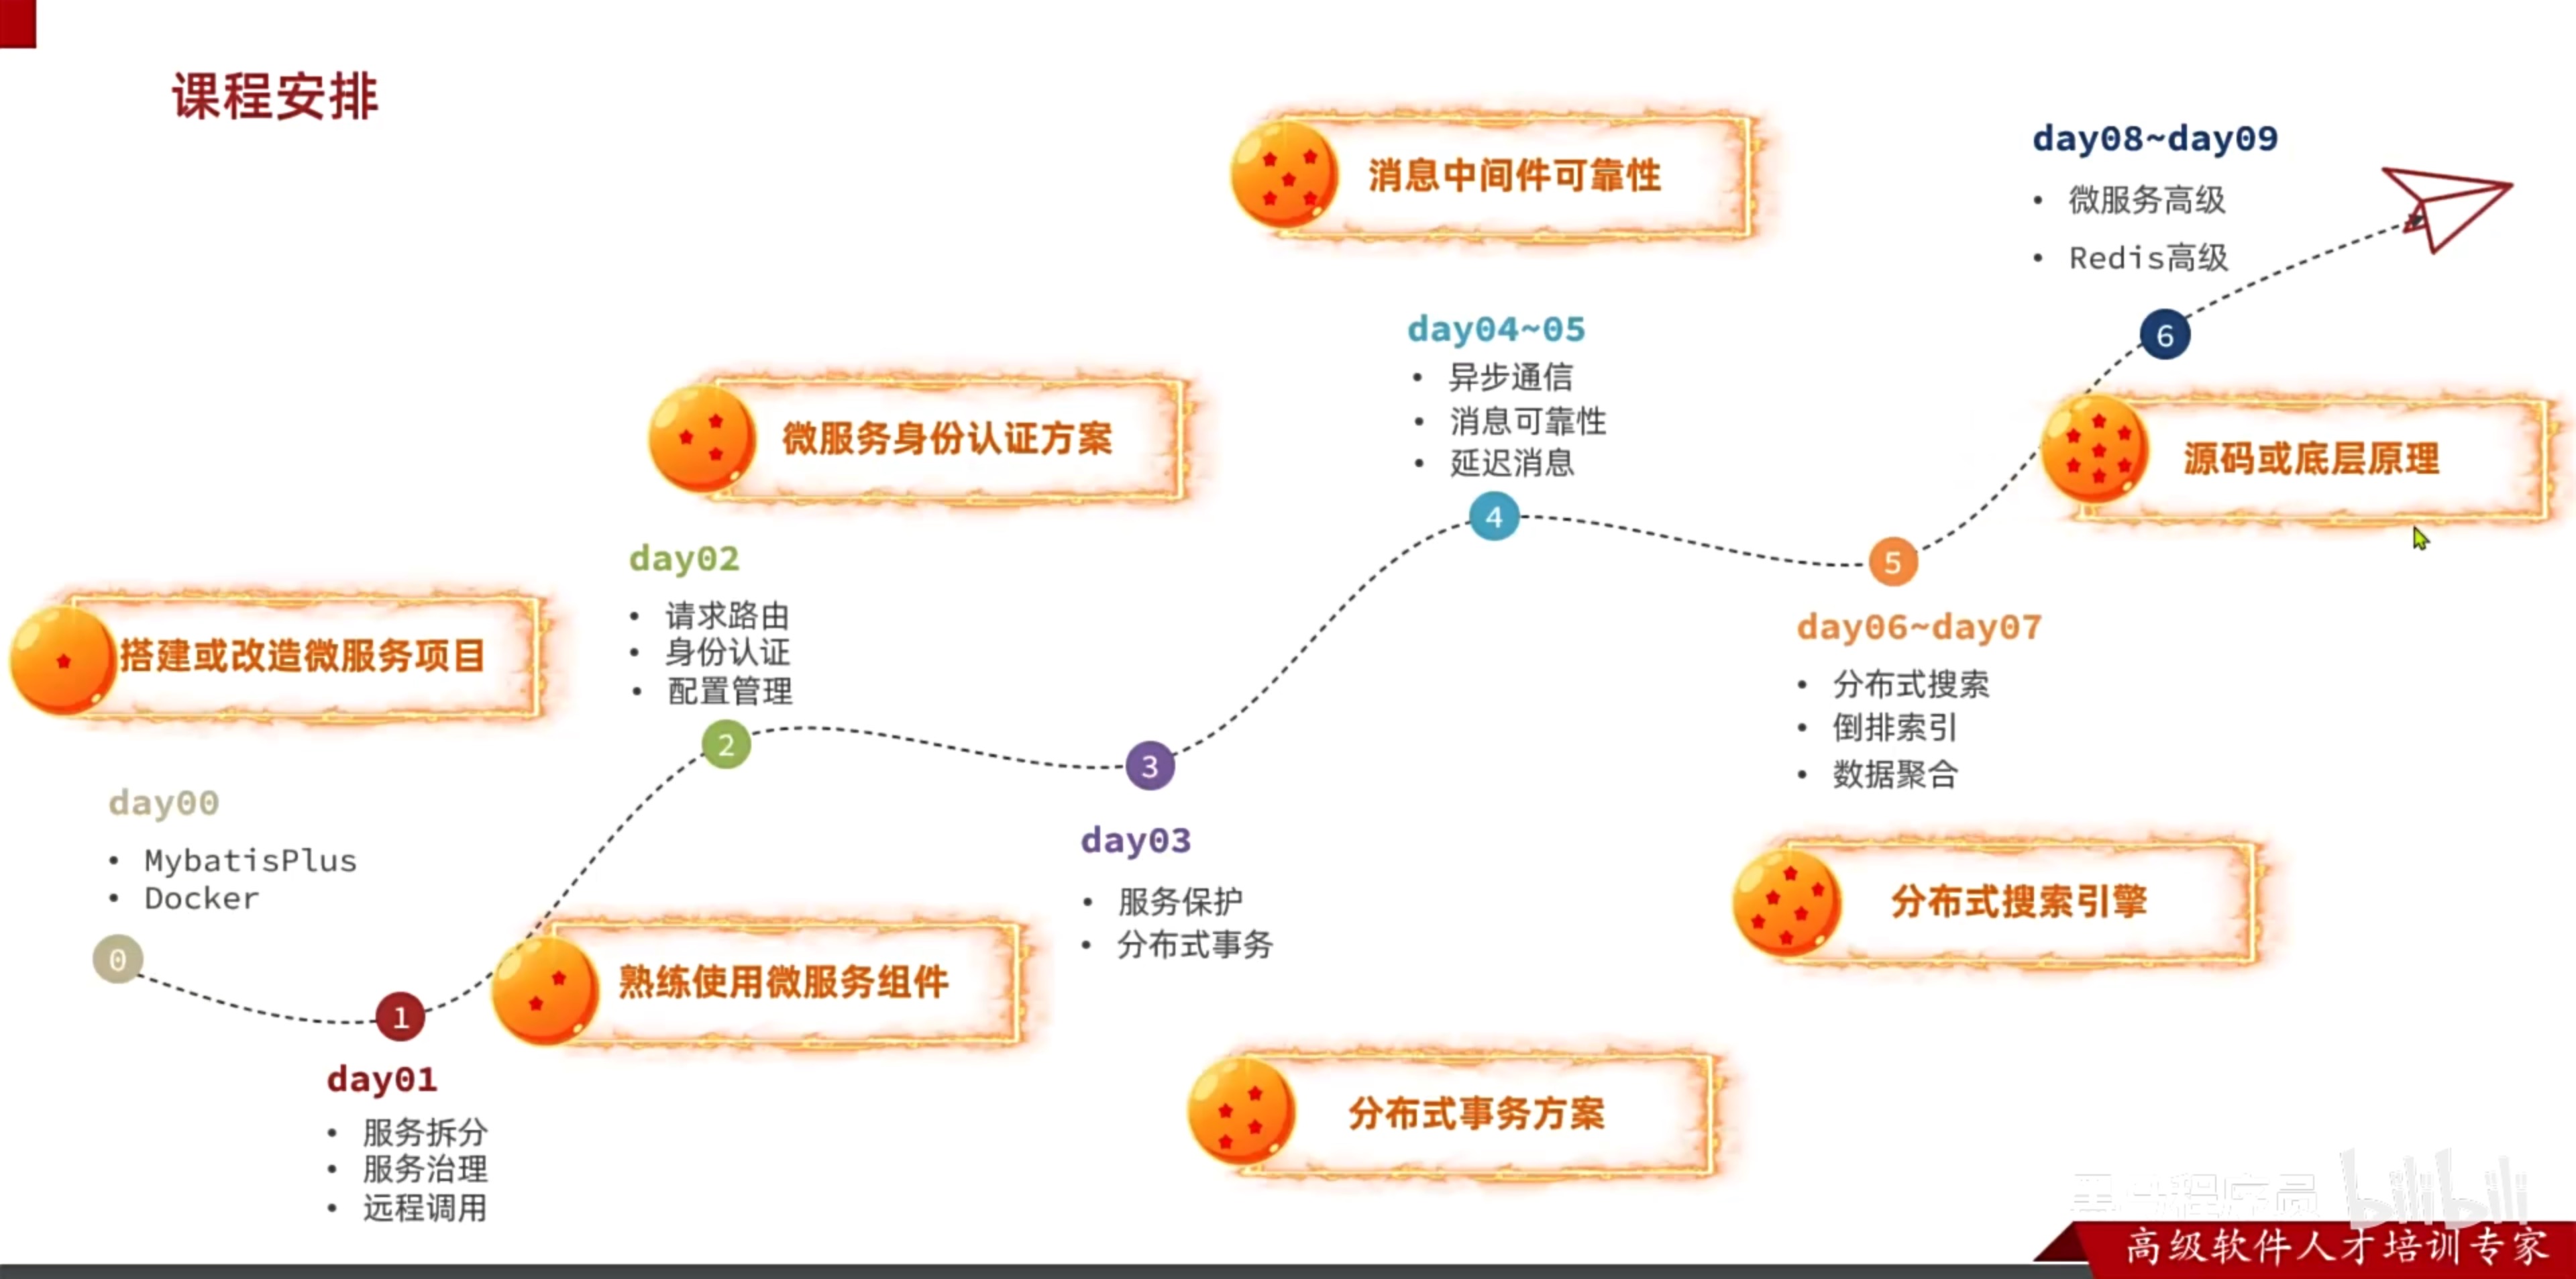 课程安排
搭建或改造微服务项目
day00
• MybatisPlus
• Docker
0
1
day01
• 服务拆分
• 服务治理
• 远程调用
熟练使用微服务组件
微服务身份认证方案
day02
• 请求路由
• 身份认证
• 配置管理
2
3
day03
• 服务保护
• 分布式事务
分布式事务方案
消息中间件可靠性
day04~05
• 异步通信
• 消息可靠性
• 延迟消息
4
5
day06~day07
• 分布式搜索
• 倒排索引
• 数据聚合
分布式搜索引擎
day08~day09
• 微服务高级
• Redis高级
6
源码或底层原理
黑马程序员 bilibili
高级软件人才培训专家